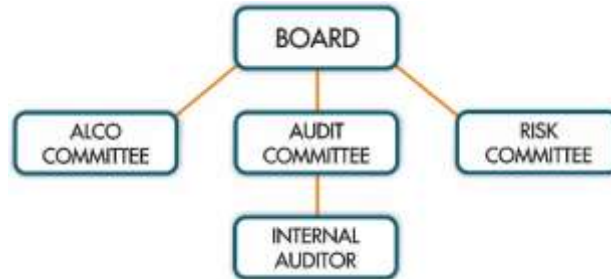 BOARD
ALCO
COMMITTEE
AUDIT
COMMITTEE
RISK
COMMITTEE
INTERNAL
AUDITOR